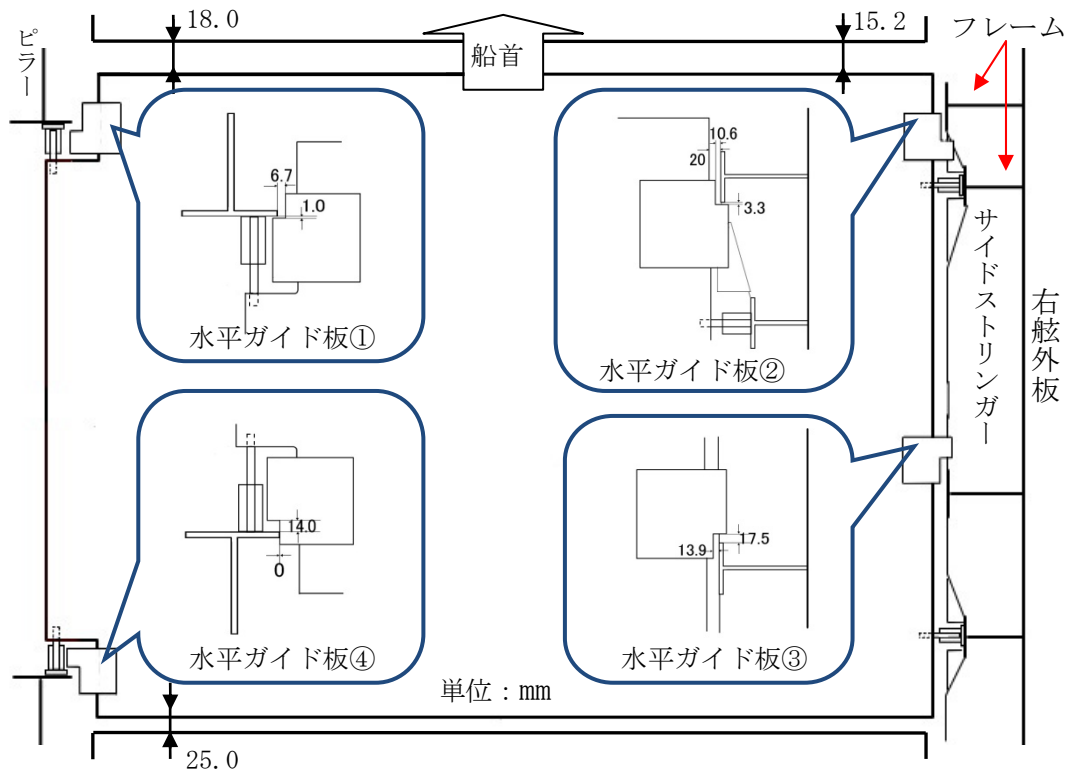 18.0
15.2
フレーム
ピラー
船首
6.7
1.0
水平ガイド板①
10.6
20
3.3
水平ガイド板②
サイドストリンガー
右舷外板
14.0
0
水平ガイド板④
17.5
13.9
水平ガイド板③
単位：mm
25.0